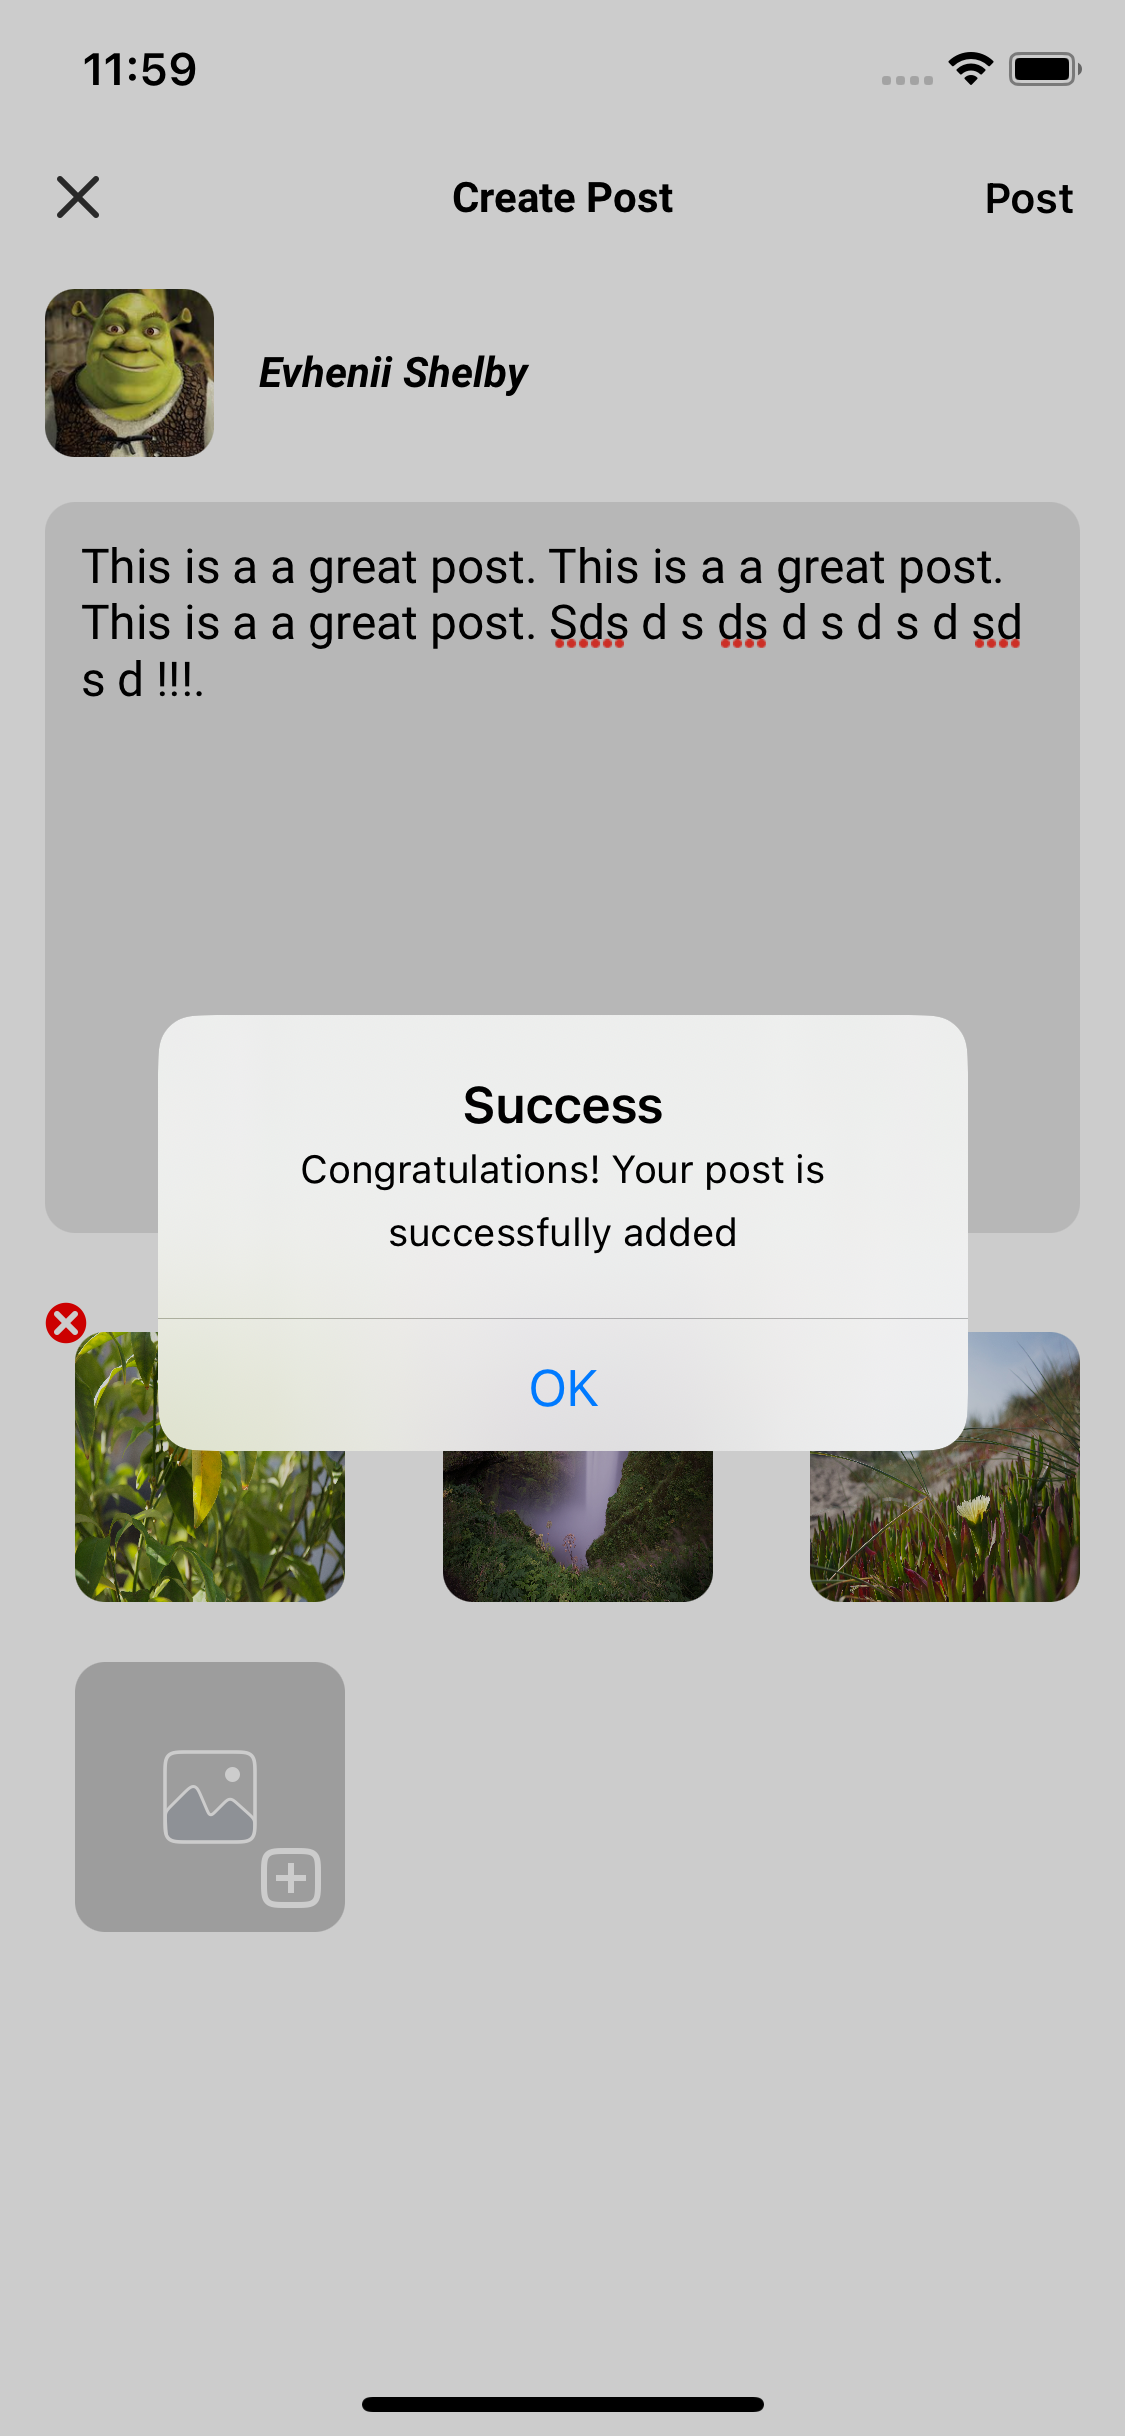 11:59
Create Post
Post
Evhenii Shelby
This is a a great post. This is a a great post.
This is a a great post. Sds d s ds d s d s d sd
s d !!!.
Success
Congratulations! Your post is
successfully added
OK